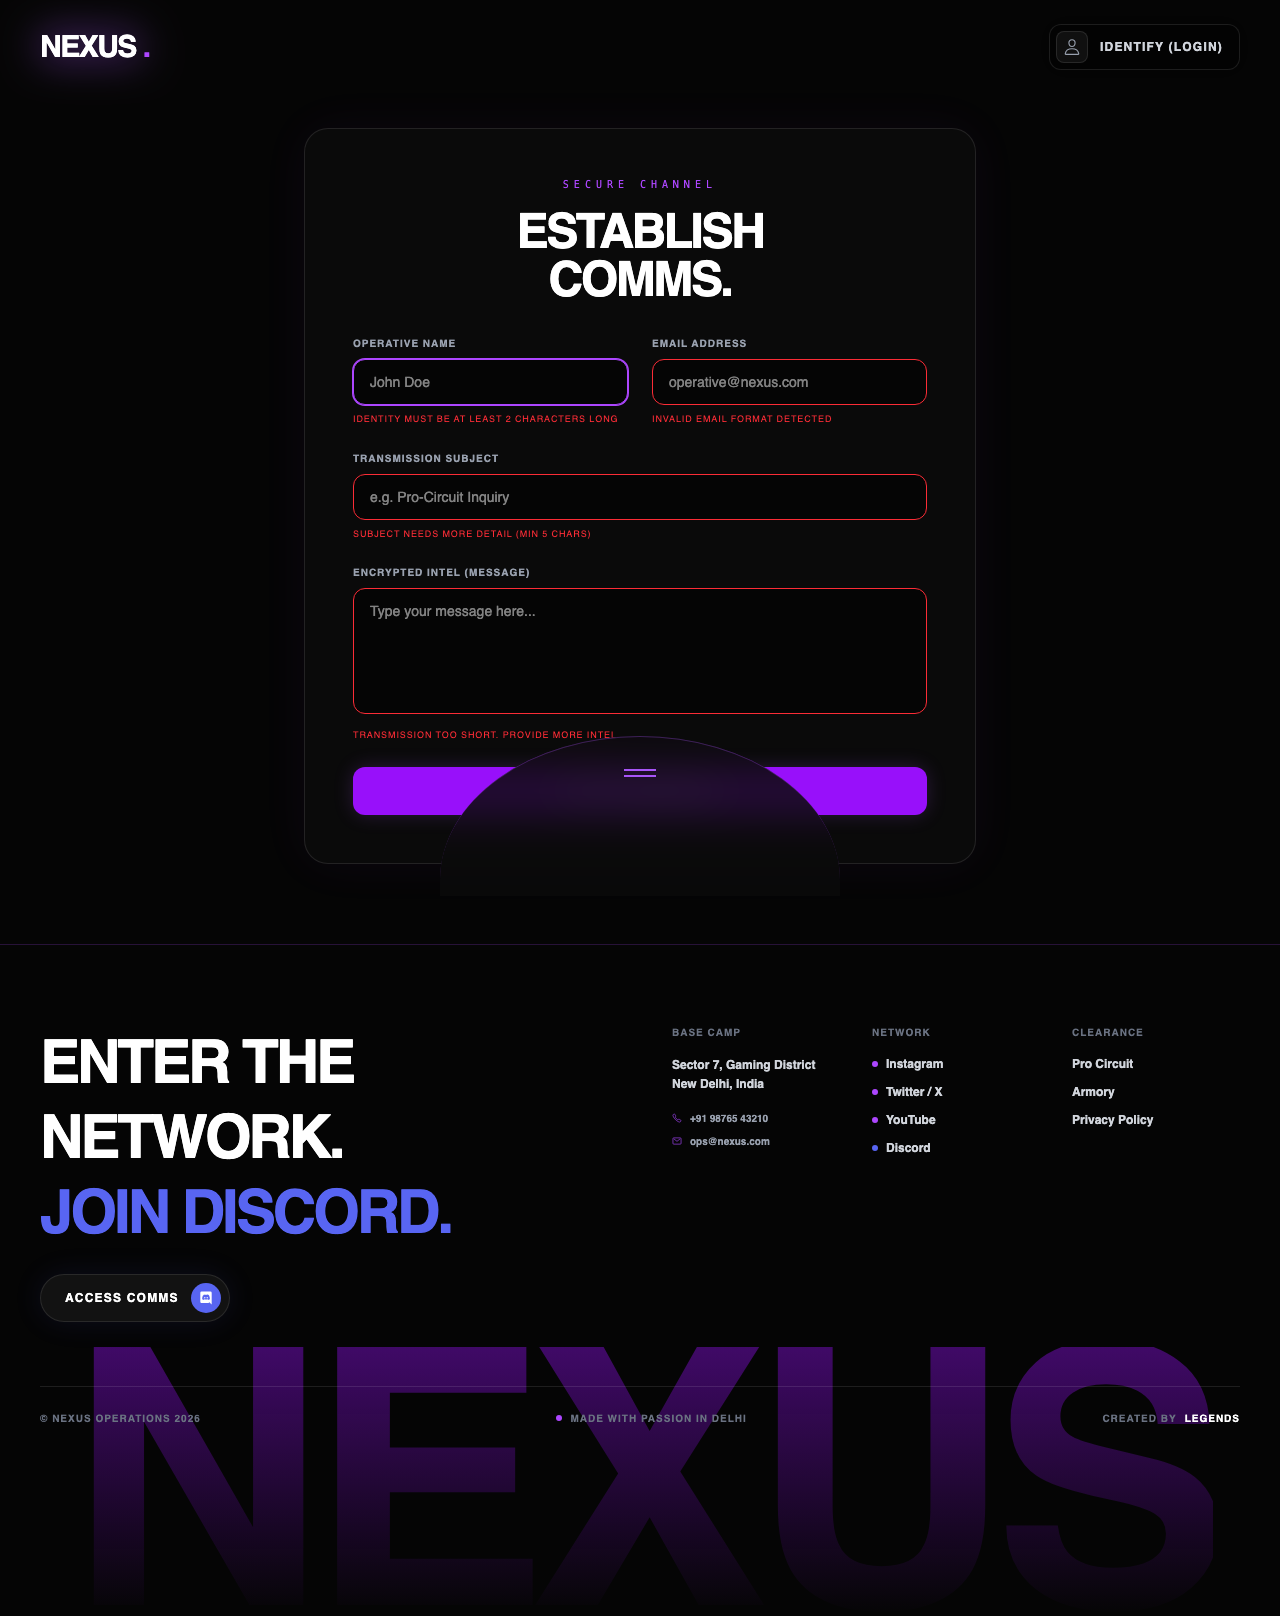 NEXUS .
IDENTIFY (LOGIN)
SECURE CHANNEL
ESTABLISH
COMMS.
OPERATIVE NAME
EMAIL ADDRESS
John Doe
operative@nexus.com
IDENTITY MUST BE AT LEAST 2 CHARACTERS LONG
INVALID EMAIL FORMAT DETECTED
TRANSMISSION SUBJECT
e.g. Pro-Circuit Inquiry
SUBJECT NEEDS MORE DETAIL (MIN 5 CHARS)
ENCRYPTED INTEL (MESSAGE)
Type your message here...
TRANSMISSION TOO SHORT. PROVIDE MORE INTEL
ENTER THE
NETWORK.
JOIN DISCORD.
ACCESS COMMS
BASE CAMP
Sector 7, Gaming District
New Delhi, India
+91 98765 43210
ops@nexus.com
NETWORK
Instagram
Twitter / X
YouTube
Discord
CLEARANCE
Pro Circuit
Armory
Privacy Policy
© NEXUS OPERATIONS 2026
MADE WITH PASSION IN DELHI
CREATED BY LEGENDS
NEXUS